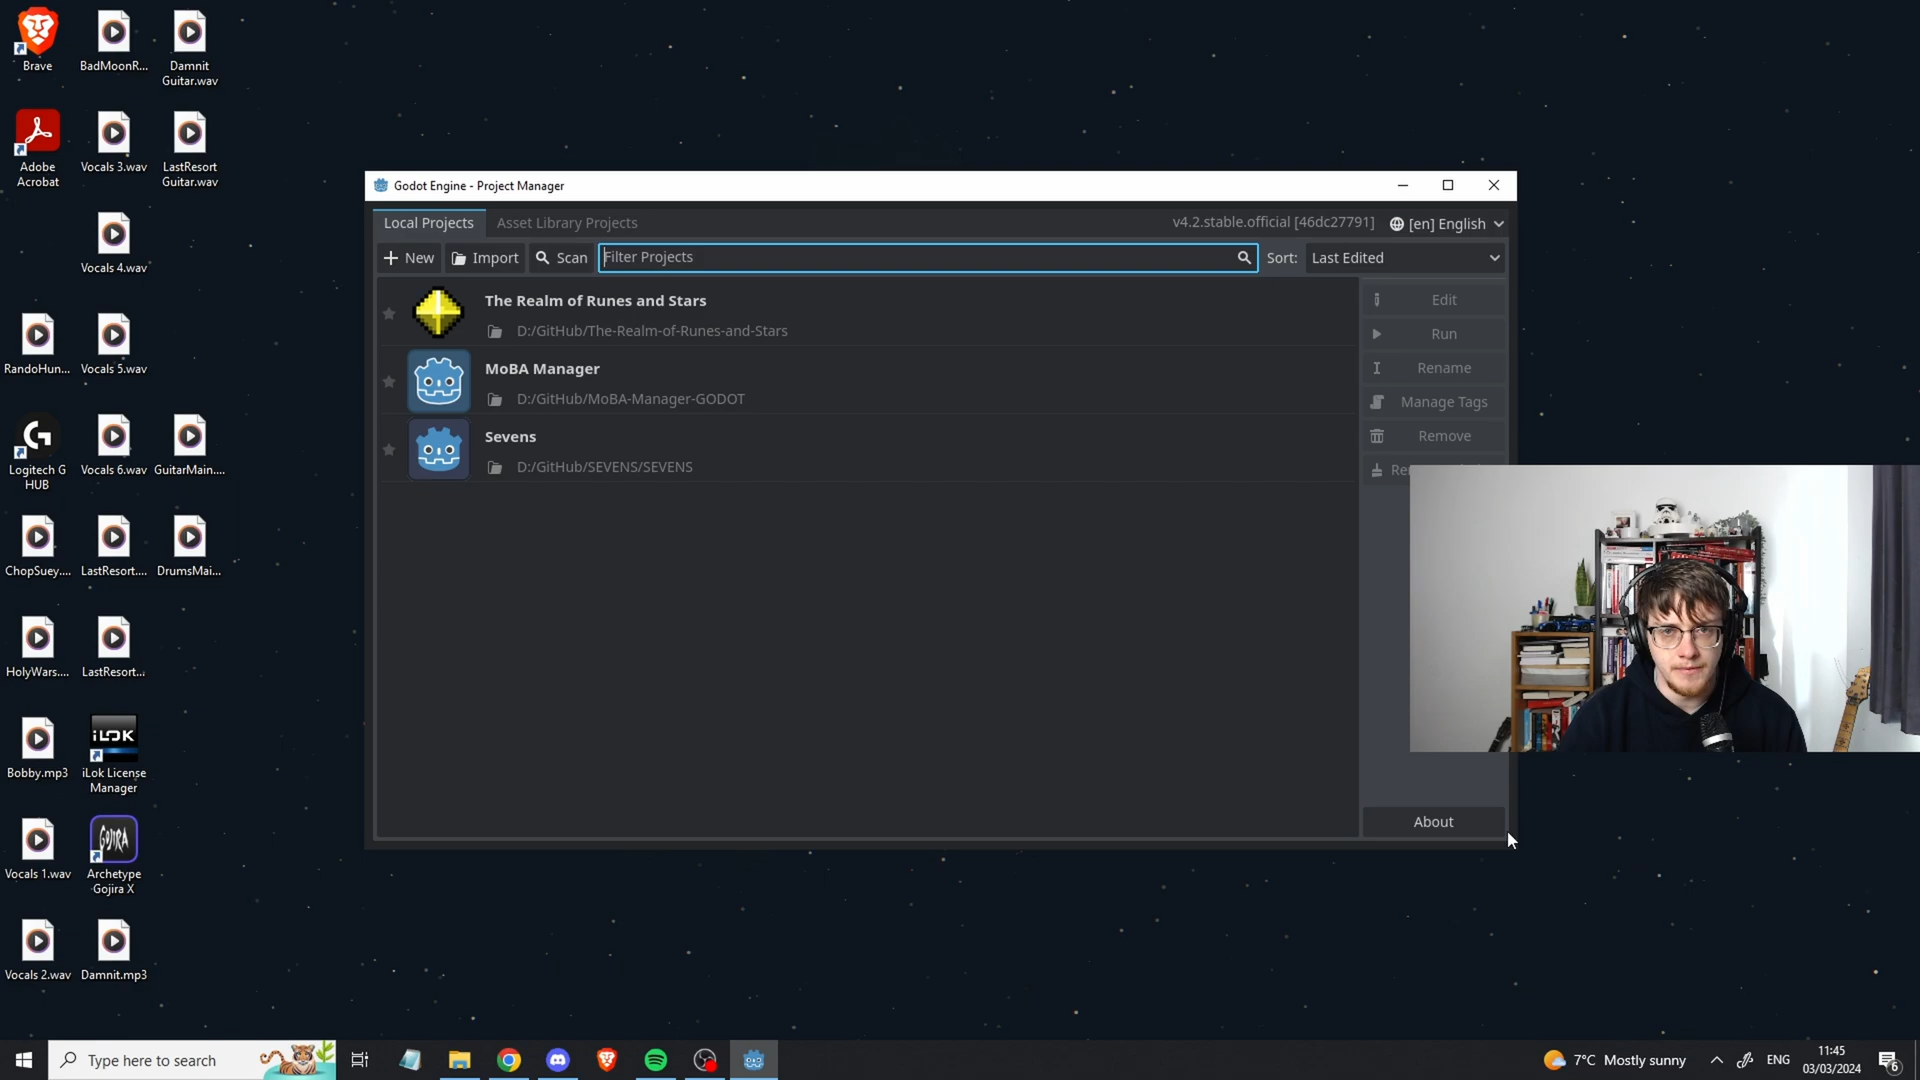 Brave
BadMoonR...
Damnit
Guitar.wav
Adobe
Acrobat
Vocals 3.wav
LastResort
Guitar.wav
Vocals 4.wav
RandoHun...
Vocals 5.wav
Logitech G
HUB
Vocals 6.wav
GuitarMain....
ChopSuey....
LastResort....
DrumsMai...
HolyWars....
LastResort...
Bobby.mp3
iLOK
iLok License
Manager
Vocals 1.wav
GOJIRA
Archetype
Gojira X
Vocals 2.wav
Damnit.mp3
Godot Engine - Project Manager
Local Projects
Asset Library Projects
v4.2.stable.official [46dc27791]
[en] English
New
Import
Scan
Filter Projects
Sort:
Last Edited
The Realm of Runes and Stars
D:/GitHub/The-Realm-of-Runes-and-Stars
MoBA Manager
D:/GitHub/MoBA-Manager-GODOT
Sevens
D:/GitHub/SEVENS/SEVENS
Edit
Run
Rename
Manage Tags
Remove
About
Type here to search
7°C Mostly sunny
ENG
11:45
03/03/2024
6